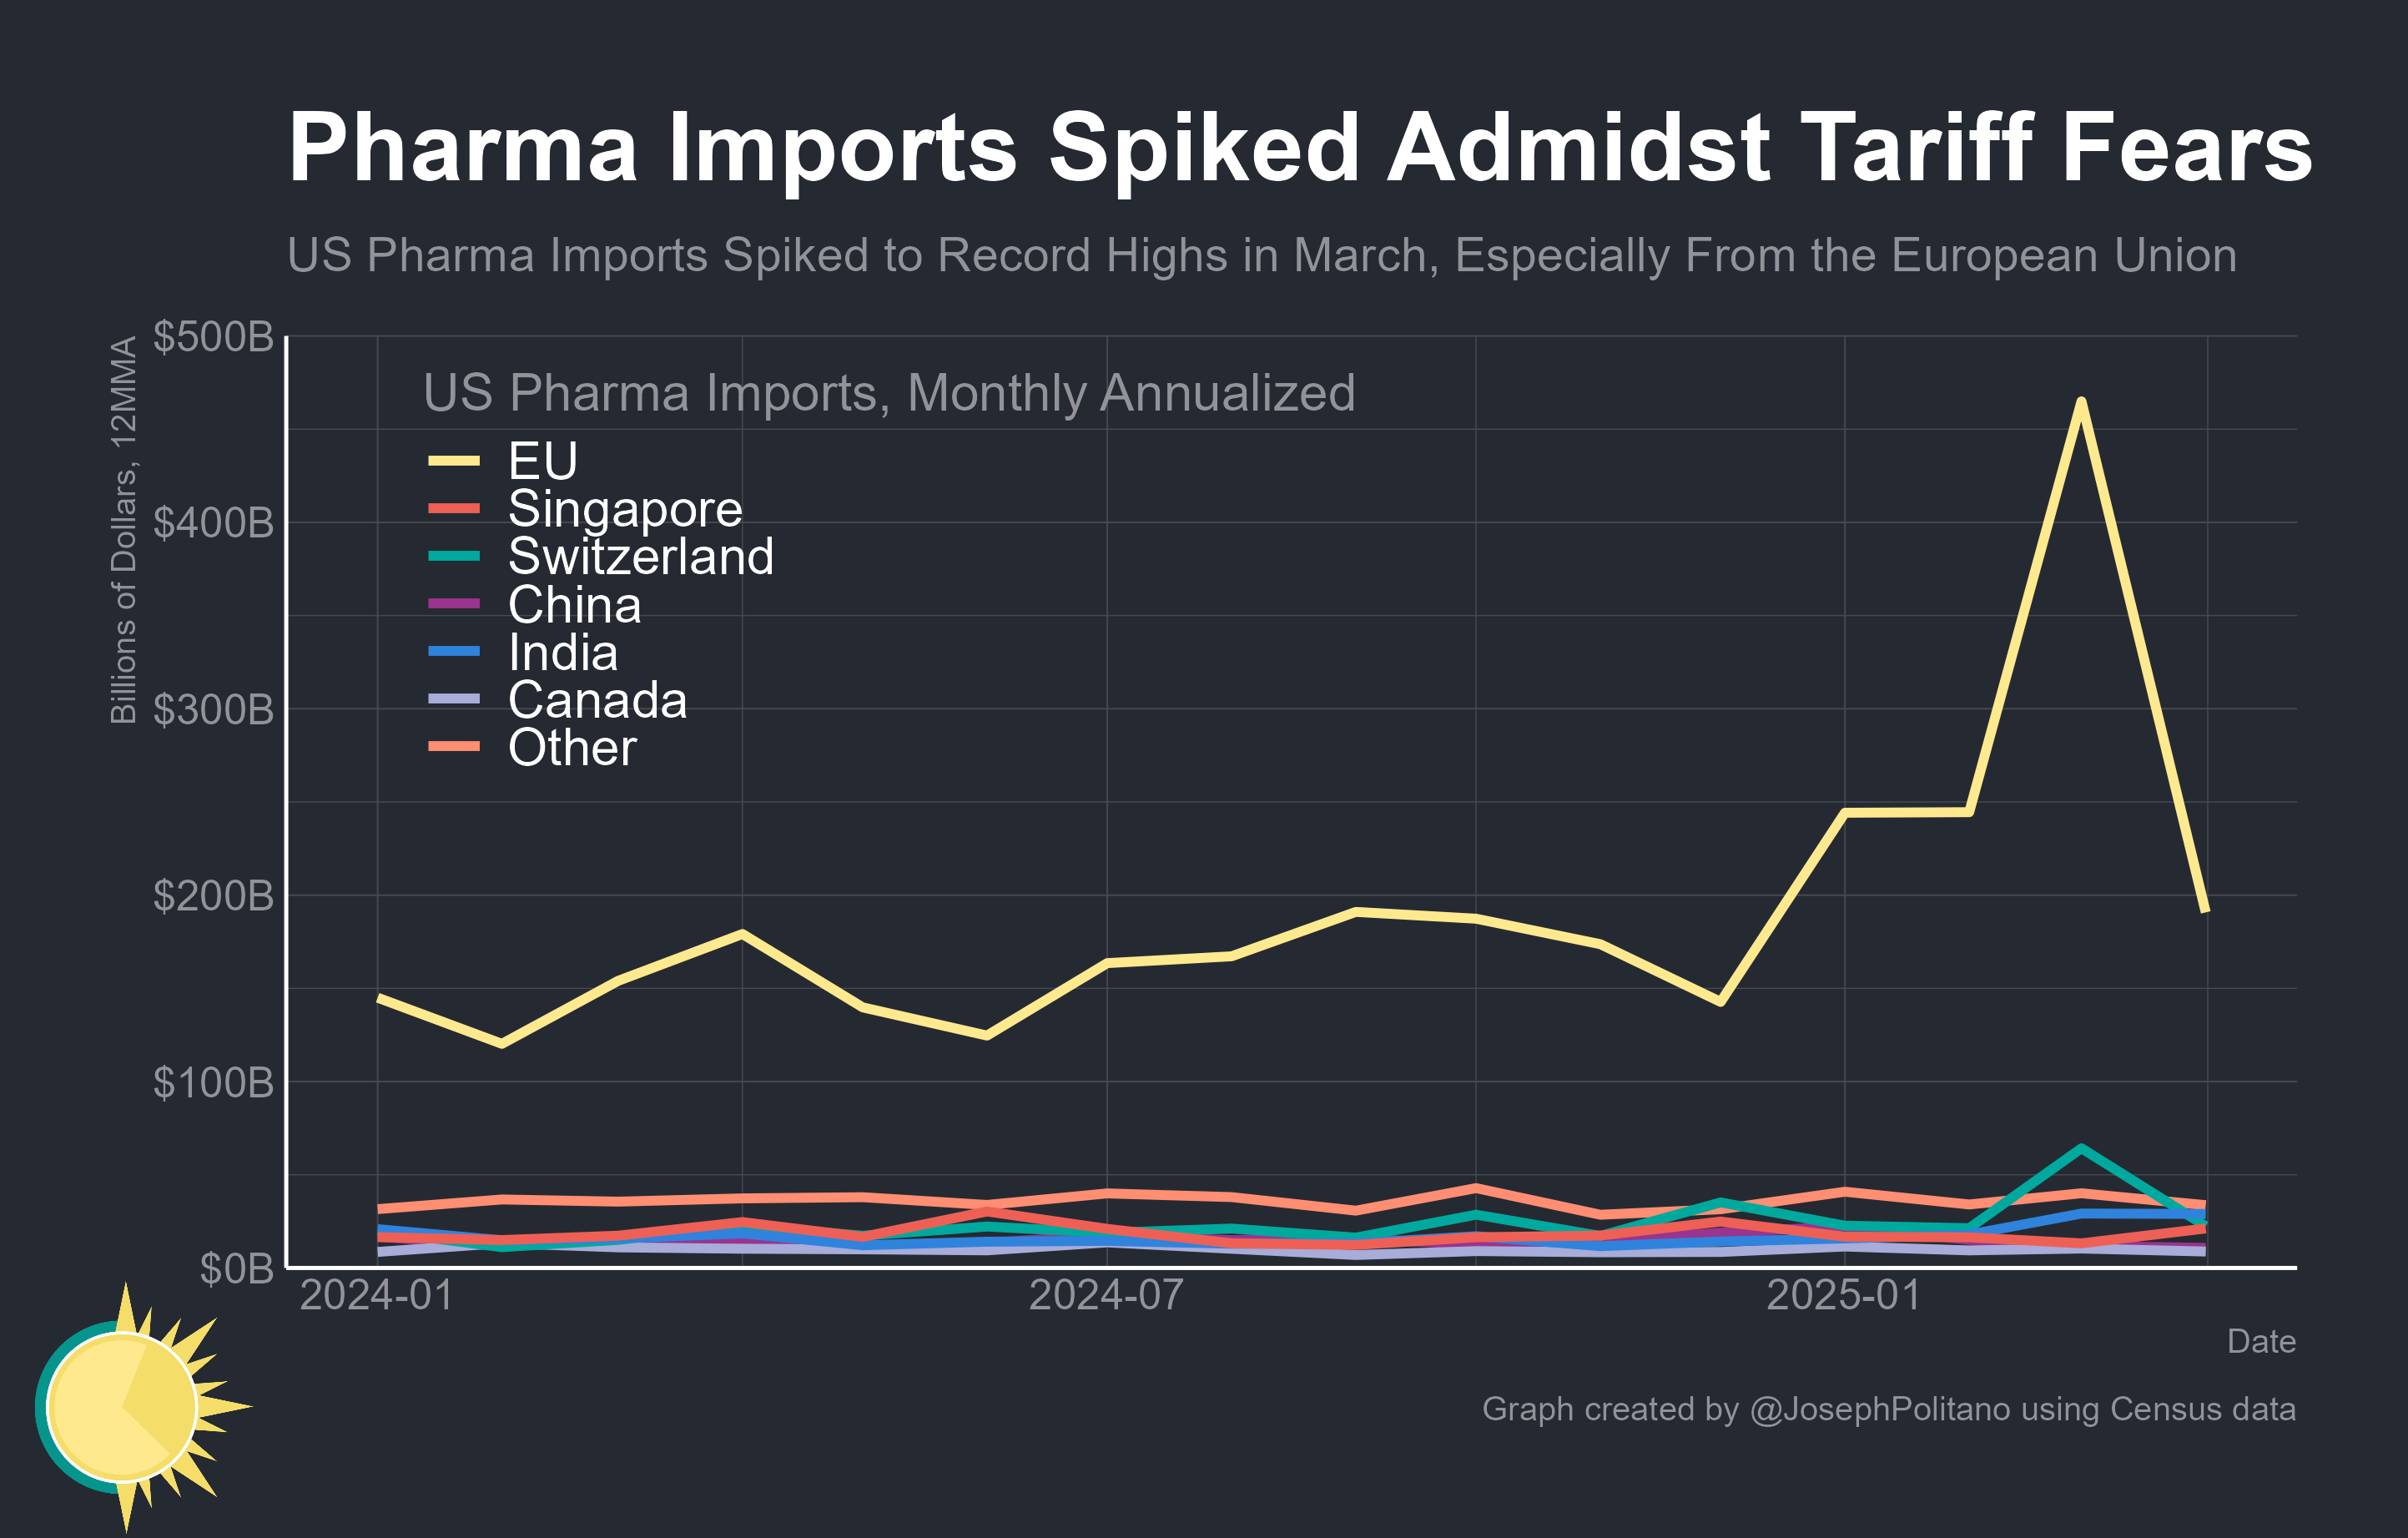 Pharma Imports Spiked Admidst Tariff Fears
US Pharma Imports Spiked to Record Highs in March, Especially From the European Union
Billions of Dollars, 12MMA
$500B
$400B
$300B
$200B
$100B
$0B
US Pharma Imports, Monthly Annualized
EU
Singapore
Switzerland
China
India
Canada
Other
2024-01
2024-07
2025-01
Date
Graph created by @JosephPolitano using Census data